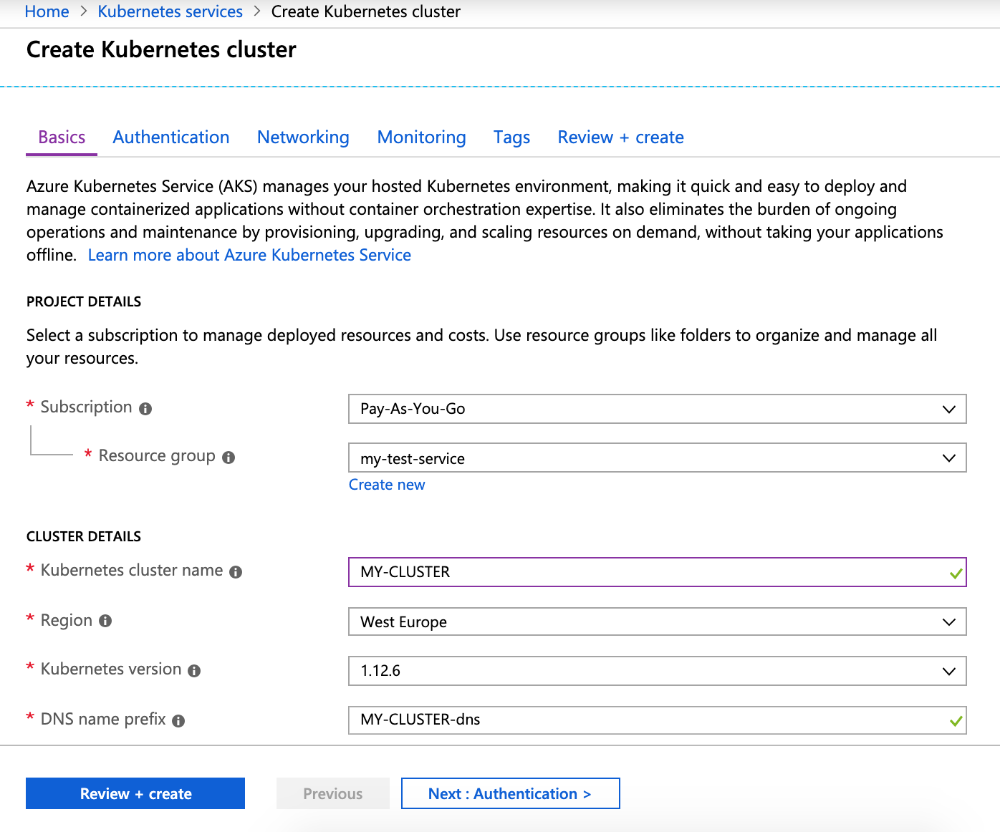 Home > Kubernetes services > Create Kubernetes cluster
Create Kubernetes cluster
Basics Authentication Networking Monitoring Tags Review + create
Azure Kubernetes Service (AKS) manages your hosted Kubernetes environment, making it quick and easy to deploy and
manage containerized applications without container orchestration expertise. It also eliminates the burden of ongoing
operations and maintenance by provisioning, upgrading, and scaling resources on demand, without taking your applications
offline. Learn more about Azure Kubernetes Service
PROJECT DETAILS
Select a subscription to manage deployed resources and costs. Use resource groups like folders to organize and manage all
your resources.
* Subscription Pay-As-You-Go
* Resource group my-test-service
Create new
CLUSTER DETAILS
* Kubernetes cluster name MY-CLUSTER
* Region West Europe
* Kubernetes version 1.12.6
* DNS name prefix MY-CLUSTER-dns
Review + create Previous Next : Authentication >